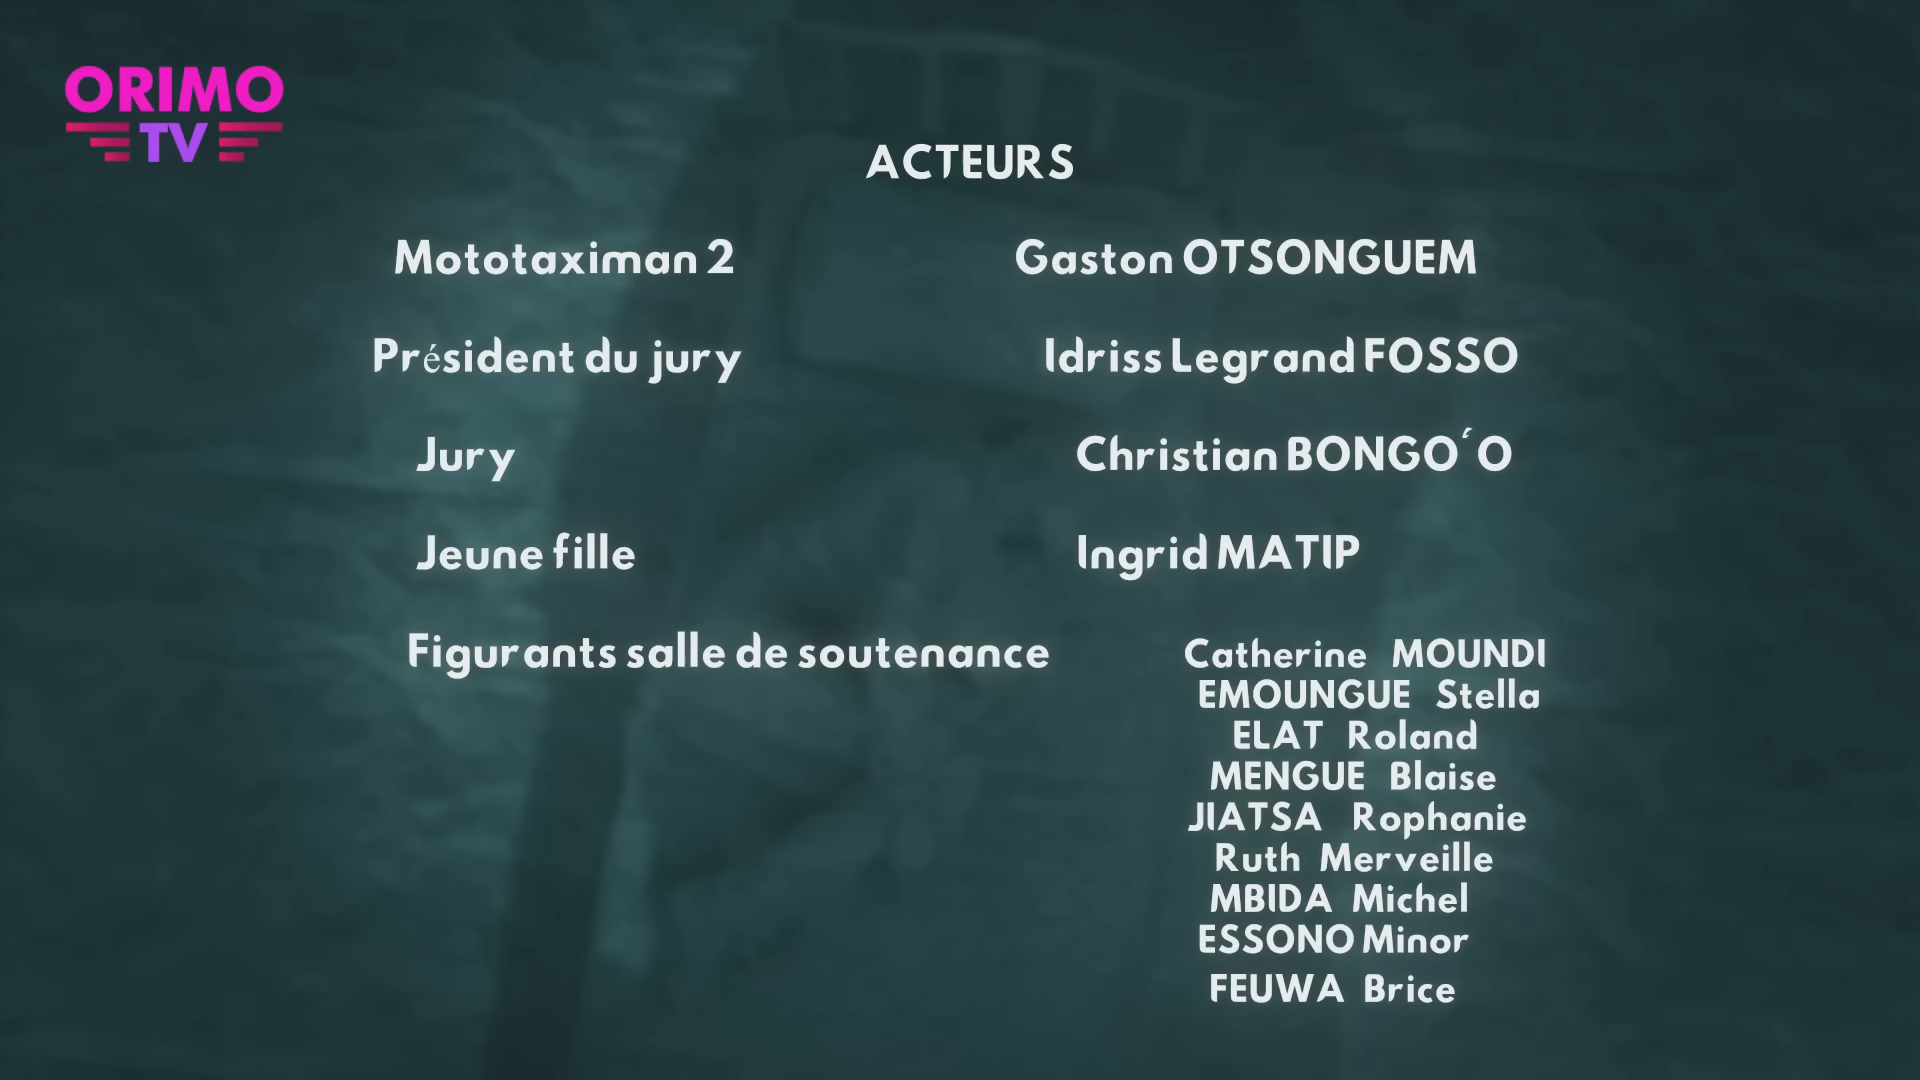 ORIMO
TV
ACTEURS
Mototaximan 2 Gaston OTSONGUEM
Président du jury Idriss Legrand FOSSO
Jury Christian BONGO´O
Jeune fille Ingrid MATIP
Figurants salle de soutenance Catherine MOUNDI
EMOUNGUE Stella
ELAT Roland
MENGUE Blaise
JIATSA Rophanie
Ruth Merveille
MBIDA Michel
ESSONO Minor
FEUWA Brice